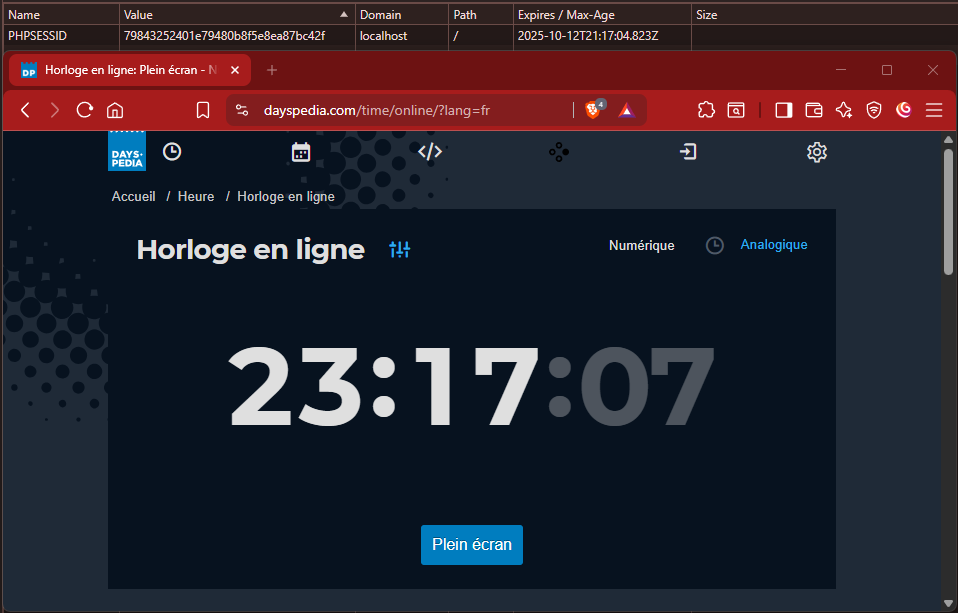 Name Value Domain Path Expires / Max-Age Size
PHPSESSID 79843252401e79480b8f5e8ea87bc42f localhost / 2025-10-12T21:17:04.823Z
DP Horloge en ligne: Plein écran - N
dayspedia.com/time/online/?lang=fr 4
DAYS-
PEDIA
Accueil / Heure / Horloge en ligne
Horloge en ligne Numérique Analogique
23:17:07
Plein écran